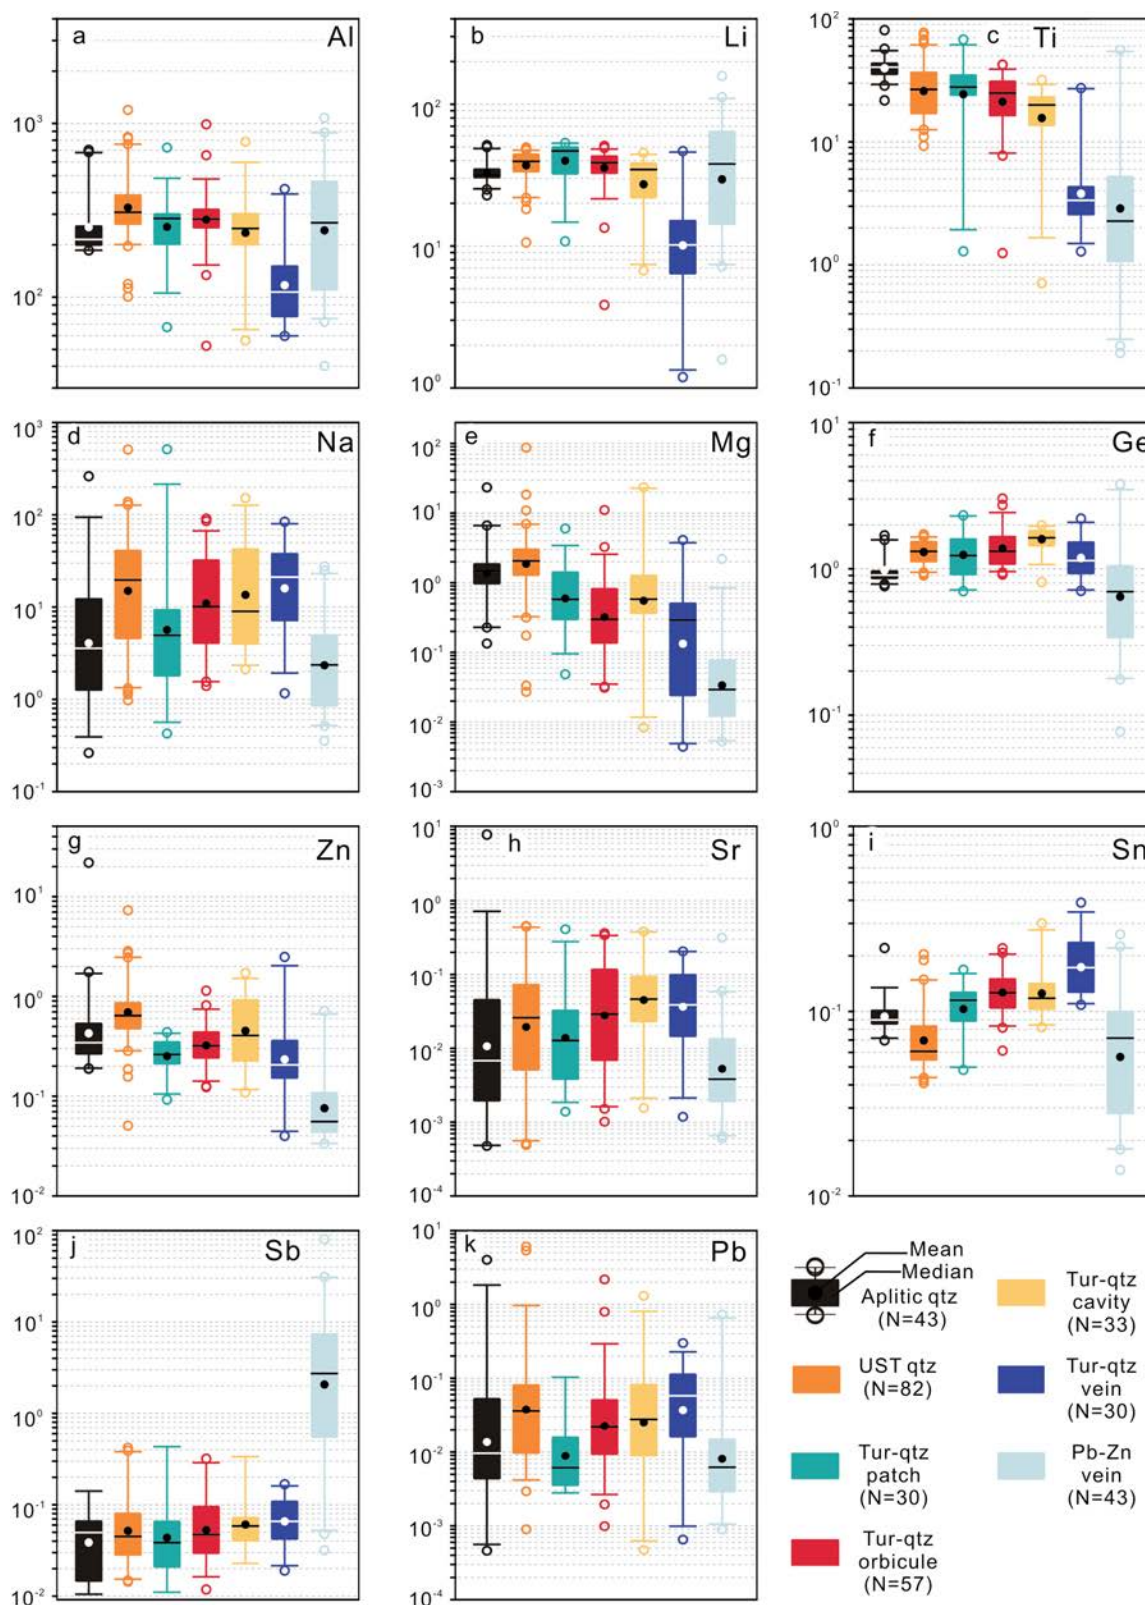 a Al
10³
10²
b Li
10²
10¹
10⁰
c Ti
10²
10¹
10⁰
10⁻¹
d Na
10³
10²
10¹
10⁰
10⁻¹
e Mg
10²
10¹
10⁰
10⁻¹
10⁻²
10⁻³
f Ge
10¹
10⁰
10⁻¹
g Zn
10¹
10⁰
10⁻¹
10⁻²
h Sr
10¹
10⁰
10⁻¹
10⁻²
10⁻³
10⁻⁴
i Sn
10⁰
10⁻¹
10⁻²
j Sb
10²
10¹
10⁰
10⁻¹
10⁻²
k Pb
10¹
10⁰
10⁻¹
10⁻²
10⁻³
10⁻⁴
Mean
Median
Aplitic qtz
(N=43)
UST qtz
(N=82)
Tur-qtz
patch
(N=30)
Tur-qtz
orbicule
(N=57)
Tur-qtz
cavity
(N=33)
Tur-qtz
vein
(N=30)
Pb-Zn
vein
(N=43)